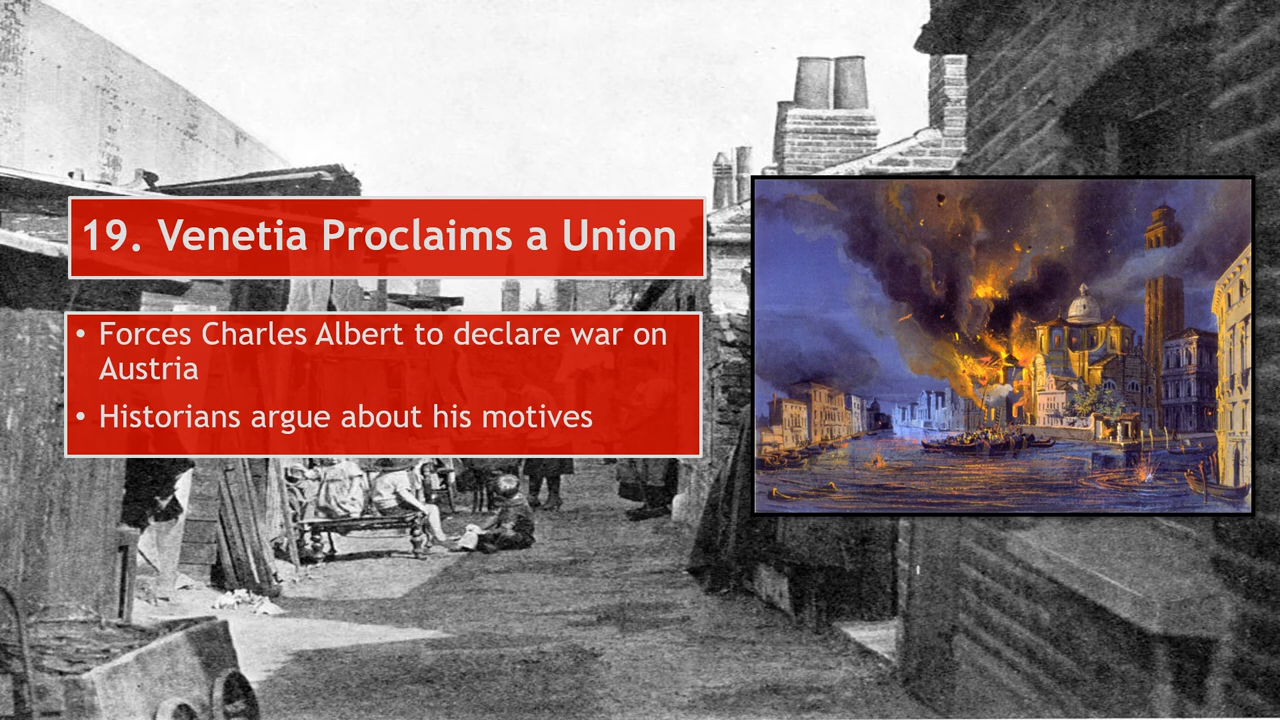 19. Venetia Proclaims a Union
• Forces Charles Albert to declare war on
Austria
• Historians argue about his motives